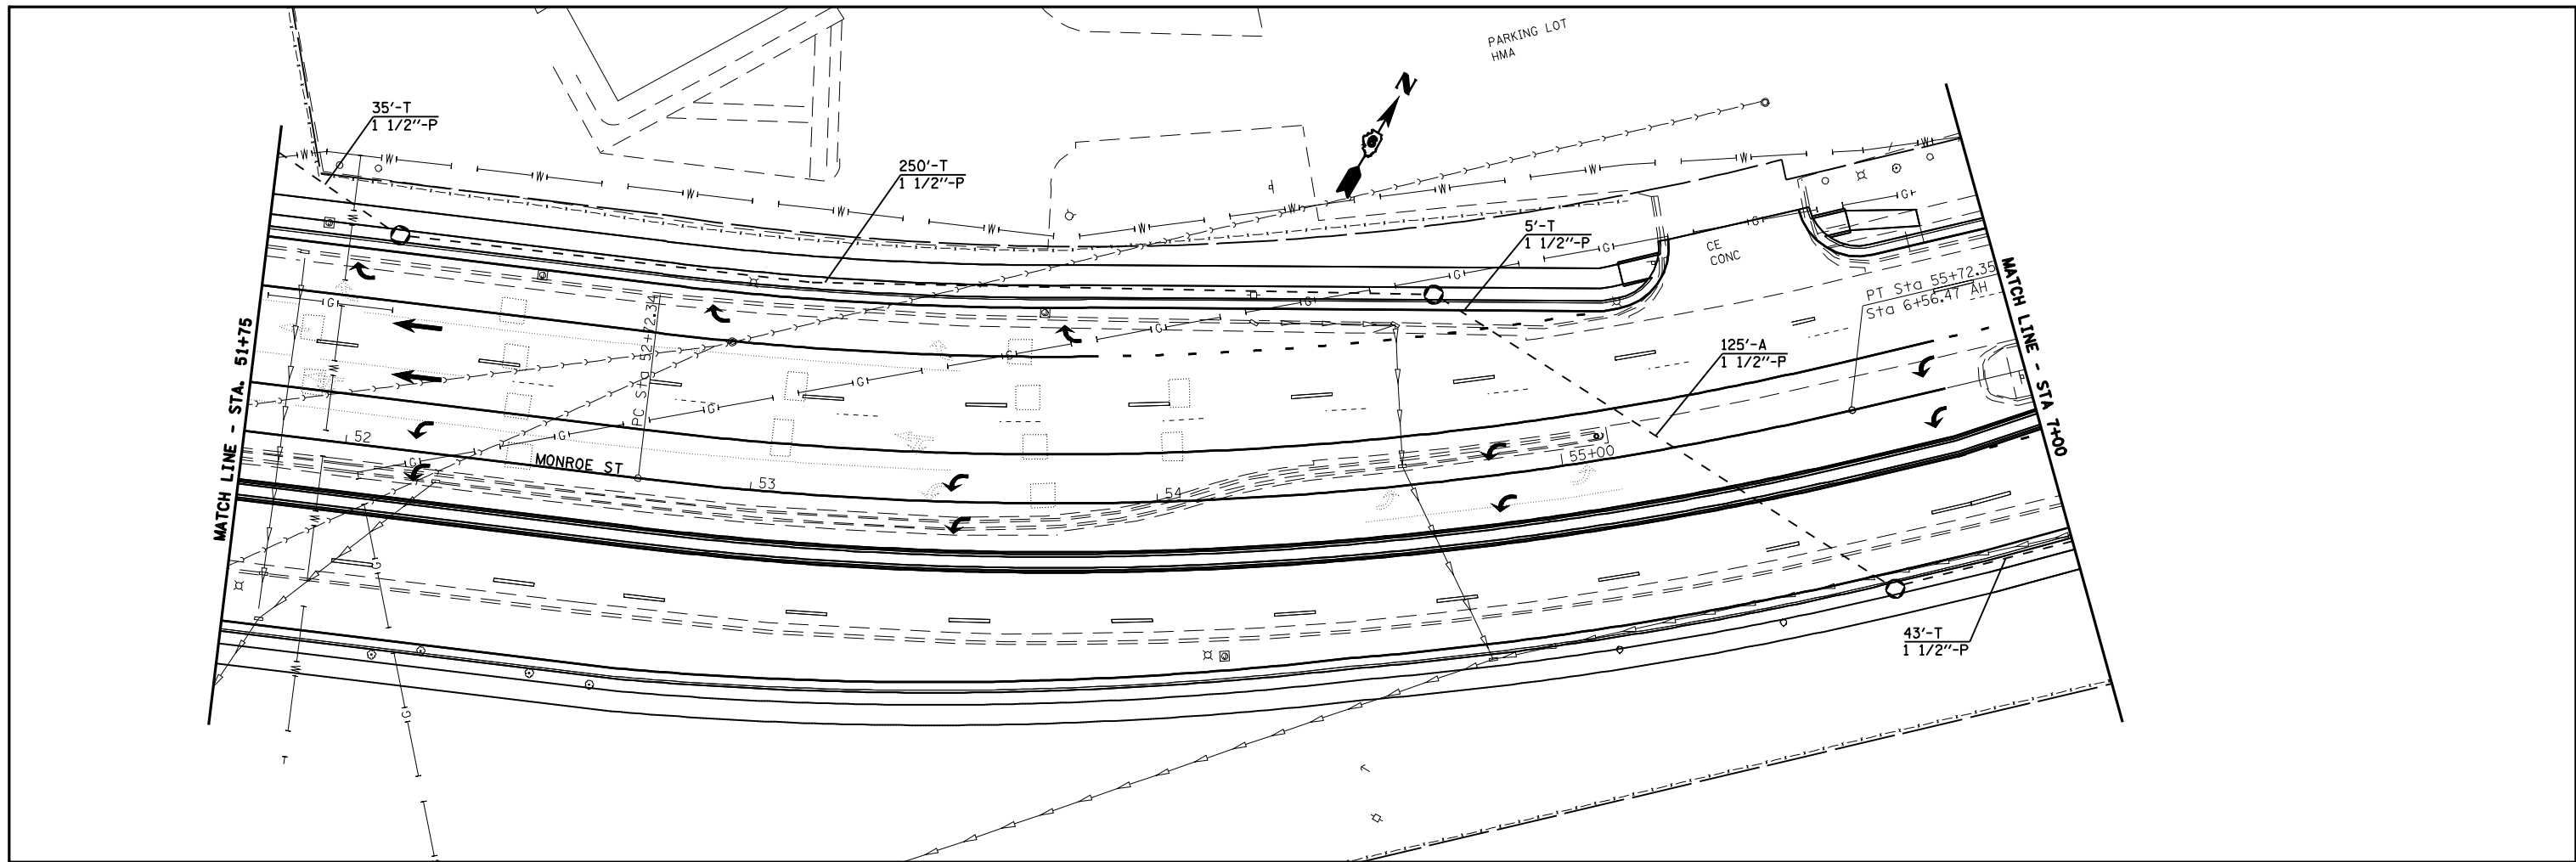 PARKING LOT
HMA
N
35'-T
1 1/2"-P
250'-T
1 1/2"-P
5'-T
1 1/2"-P
CE
CONC
PT Sta 55+72.35
Sta 6+56.47 AH
125'-A
1 1/2"-P
MATCH LINE - STA. 51+75
MATCH LINE - STA 7+00
PC Sta 52+72.34
52
MONROE ST
53
54
55+00
43'-T
1 1/2"-P
W
W
W
W
W
W
W
W
W
W
W
W
G
G
G
G
G
G
G
G
G
G
G
G
G
T
P